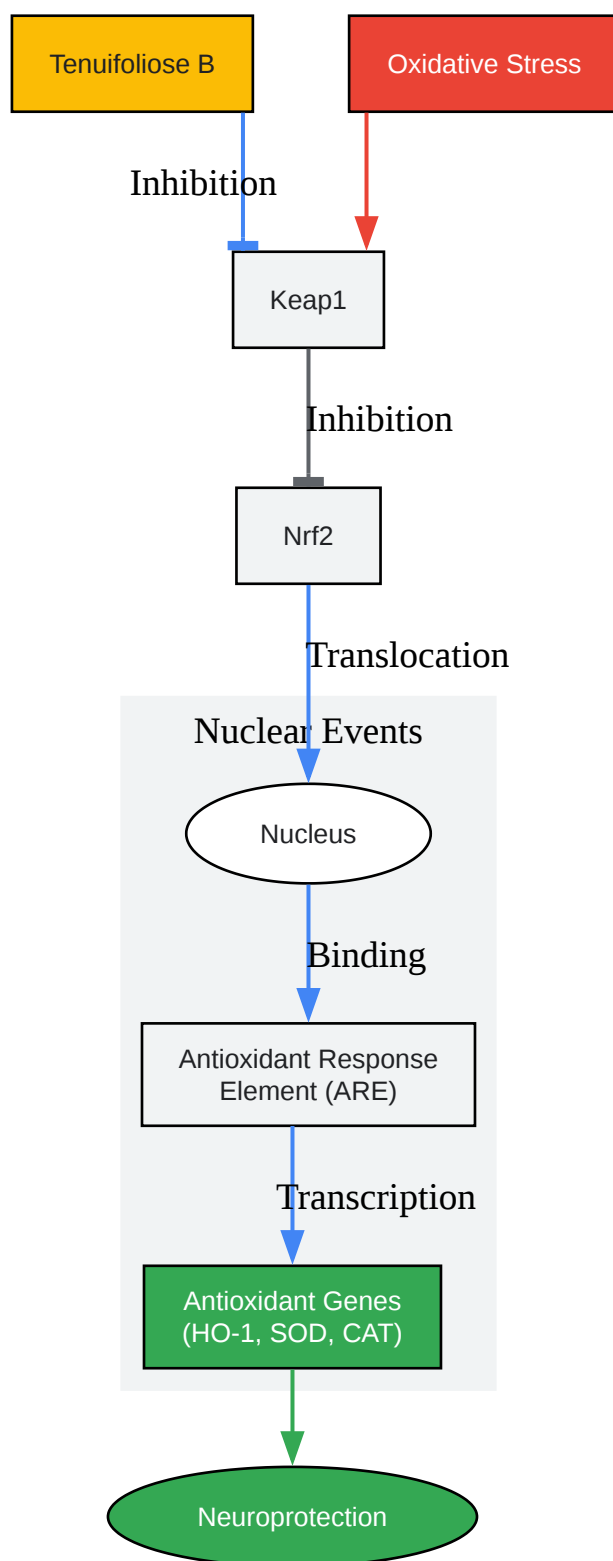 Tenuifoliose B
Oxidative Stress
Inhibition
Keap1
Inhibition
Nrf2
Translocation
Nuclear Events
Nucleus
Binding
Antioxidant Response
Element (ARE)
Transcription
Antioxidant Genes
(HO-1, SOD, CAT)
Neuroprotection